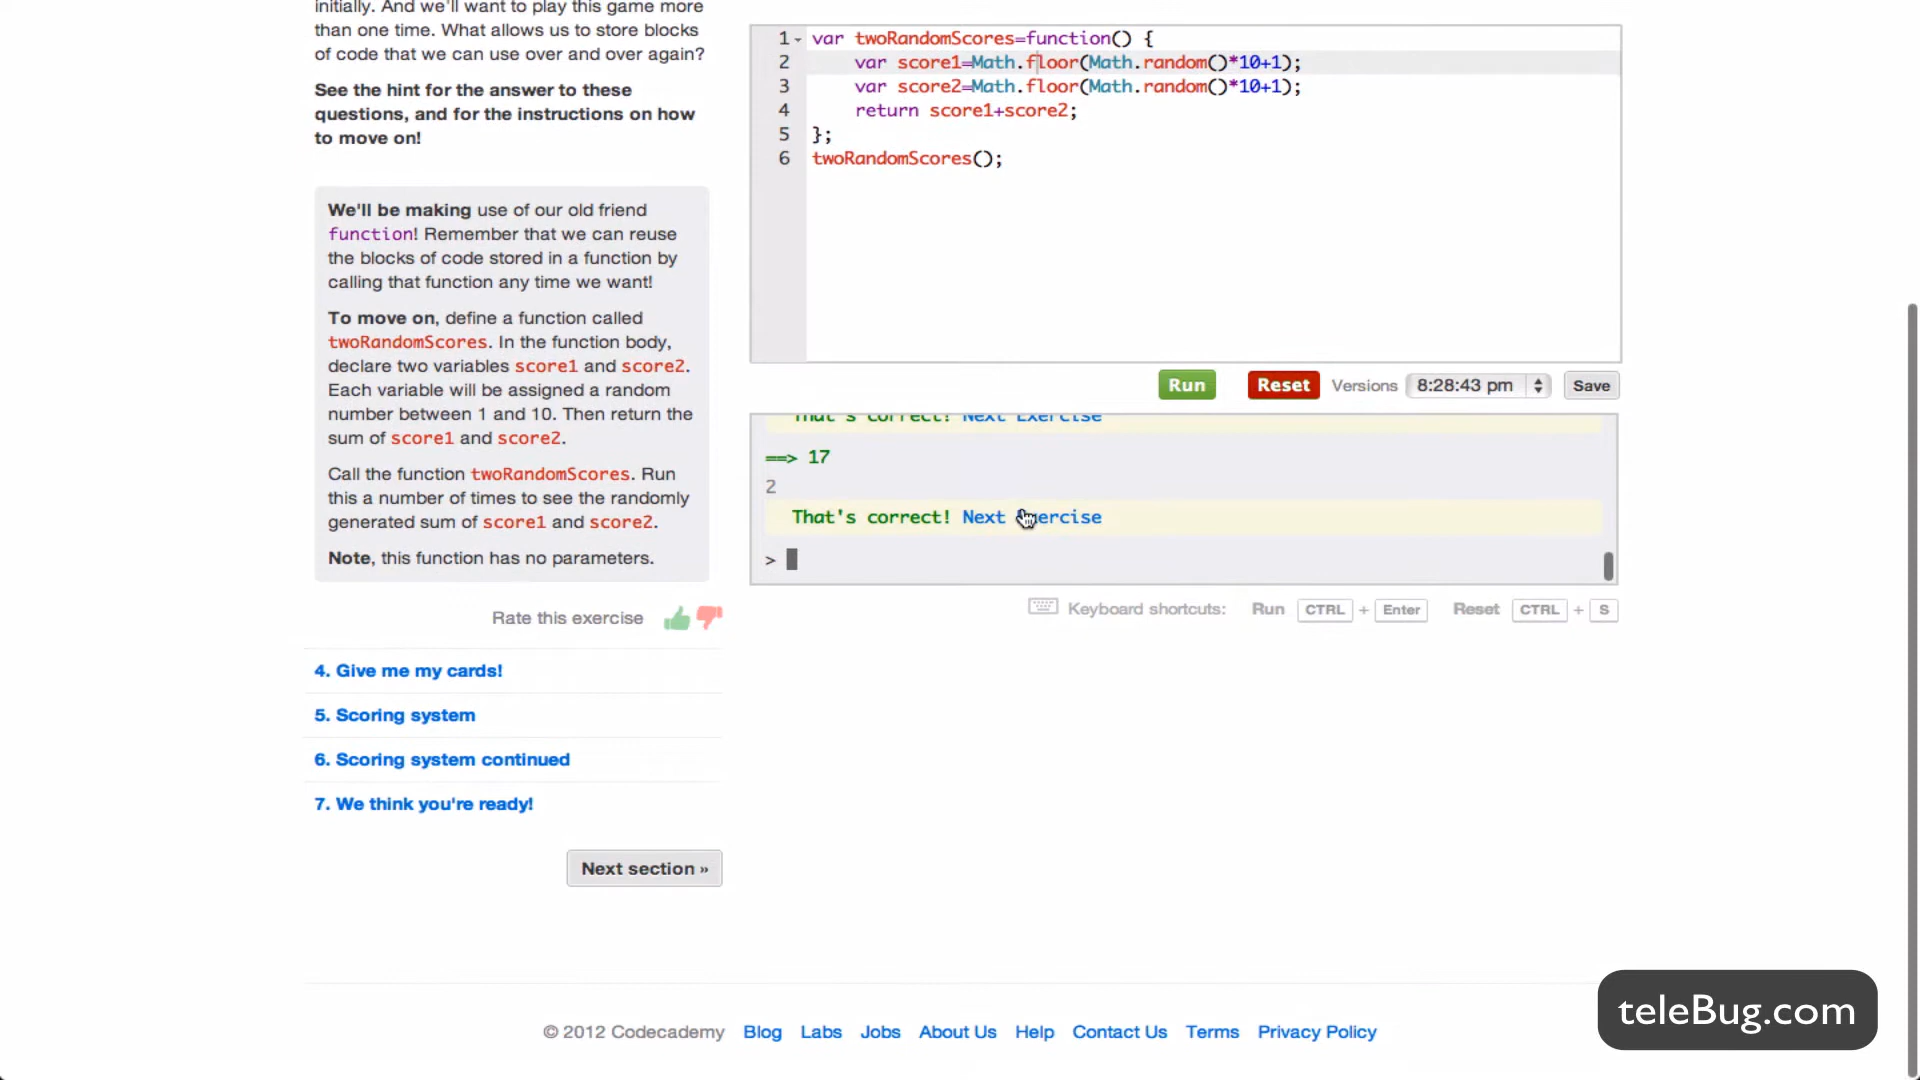 initially. And we'll want to play this game more
than one time. What allows us to store blocks
of code that we can use over and over again?
See the hint for the answer to these
questions, and for the instructions on how
to move on!
We'll be making use of our old friend
function! Remember that we can reuse
the blocks of code stored in a function by
calling that function any time we want!
To move on, define a function called
twoRandomScores. In the function body,
declare two variables score1 and score2.
Each variable will be assigned a random
number between 1 and 10. Then return the
sum of score1 and score2.
Call the function twoRandomScores. Run
this a number of times to see the randomly
generated sum of score1 and score2.
Note, this function has no parameters.
Rate this exercise
4. Give me my cards!
5. Scoring system
6. Scoring system continued
7. We think you're ready!
Next section »
1 var twoRandomScores=function() {
2 var score1=Math.floor(Math.random()*10+1);
3 var score2=Math.floor(Math.random()*10+1);
4 return score1+score2;
5 };
6 twoRandomScores();
Run Reset Versions 8:28:43 pm Save
That's correct! Next Exercise
==> 17
2
That's correct! Next Exercise
>
Keyboard shortcuts: Run CTRL + Enter Reset CTRL + S
© 2012 Codecademy Blog Labs Jobs About Us Help Contact Us Terms Privacy Policy
teleBug.com